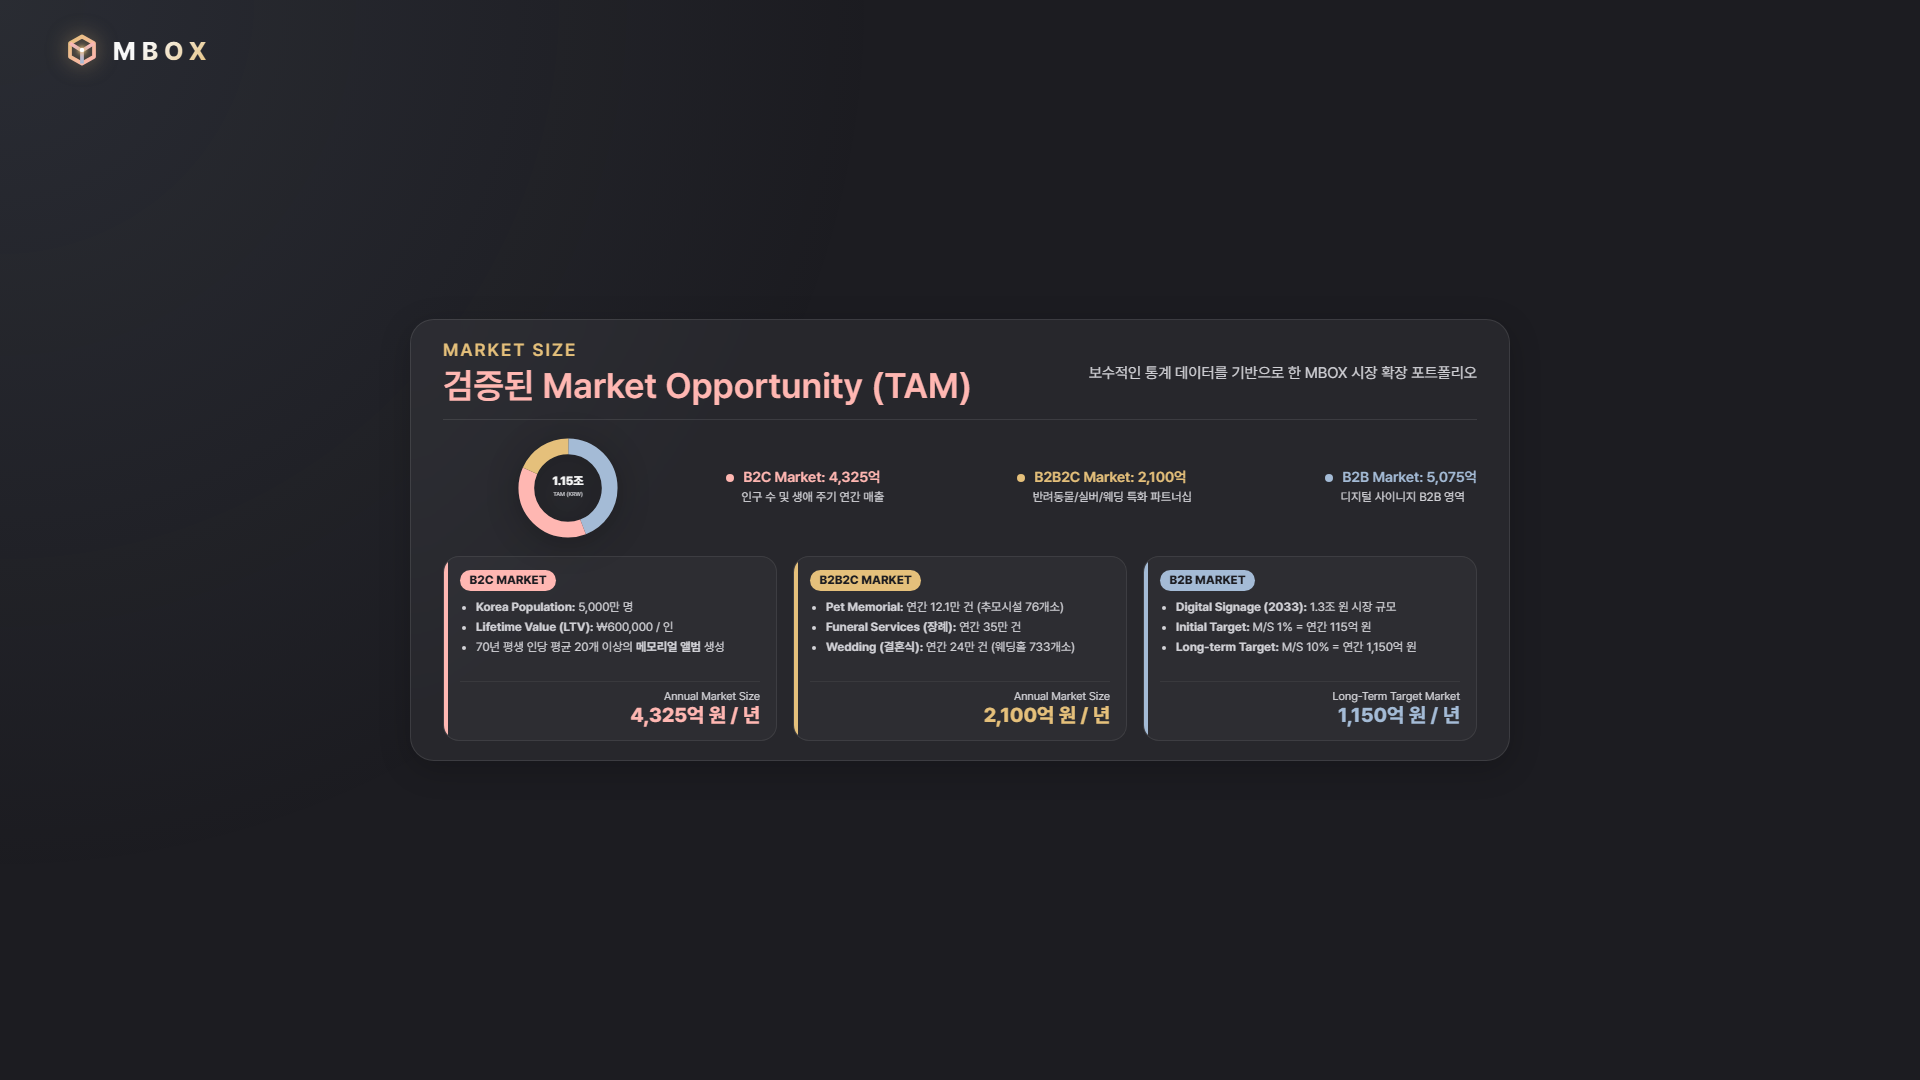 MBOX
MARKET SIZE
검증된 Market Opportunity (TAM)
보수적인 통계 데이터를 기반으로 한 MBOX 시장 확장 포트폴리오
1.15조
TAM (KRW)
B2C Market: 4,325억
인구 수 및 생애 주기 연간 매출
B2B2C Market: 2,100억
반려동물/실버/웨딩 특화 파트너십
B2B Market: 5,075억
디지털 사이니지 B2B 영역
B2C MARKET
• Korea Population: 5,000만 명
• Lifetime Value (LTV): ₩600,000 / 인
• 70년 평생 인당 평균 20개 이상의 메모리얼 앨범 생성
Annual Market Size
4,325억 원 / 년
B2B2C MARKET
• Pet Memorial: 연간 12.1만 건 (추모시설 76개소)
• Funeral Services (장례): 연간 35만 건
• Wedding (결혼식): 연간 24만 건 (웨딩홀 733개소)
Annual Market Size
2,100억 원 / 년
B2B MARKET
• Digital Signage (2033): 1.3조 원 시장 규모
• Initial Target: M/S 1% = 연간 115억 원
• Long-term Target: M/S 10% = 연간 1,150억 원
Long-Term Target Market
1,150억 원 / 년